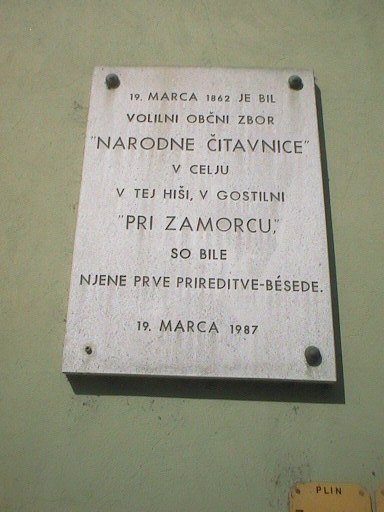 19. MARCA 1862 JE BIL
VOLILNI OBČNI ZBOR
"NARODNE ČITAVNICE"
V CELJU
V TEJ HIŠI, V GOSTILNI
"PRI ZAMORCU,"
SO BILE
NJENE PRVE PRIREDITVE-BÉSEDE.
19. MARCA 1987
PLIN